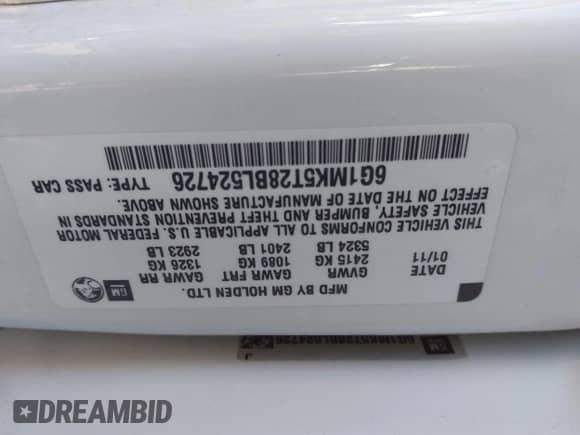 MFD BY GM HOLDEN LTD.
GM
DATE GVWR GAWR FRT GAWR RR
01/11 2415 KG 1089 KG 1326 KG
5324 LB 2401 LB 2923 LB
THIS VEHICLE CONFORMS TO ALL APPLICABLE U.S. FEDERAL MOTOR
VEHICLE SAFETY, BUMPER AND THEFT PREVENTION STANDARDS IN
EFFECT ON THE DATE OF MANUFACTURE SHOWN ABOVE.
6G1MK5T28BL524726 TYPE: PASS CAR
GM 6G1MK5T28BL524726
DREAMBID